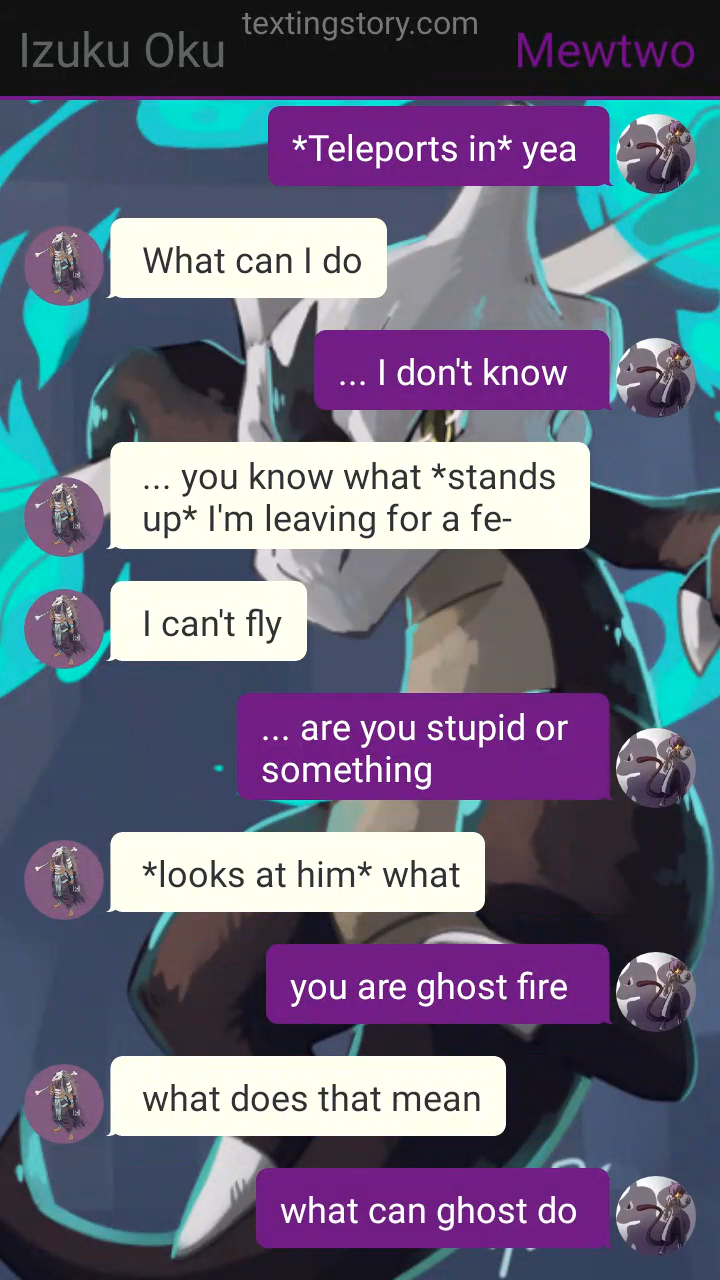 textingstory.com
Izuku Oku
Mewtwo
*Teleports in* yea
What can I do
... I don't know
... you know what *stands
up* I'm leaving for a fe-
I can't fly
... are you stupid or
something
*looks at him* what
you are ghost fire
what does that mean
what can ghost do